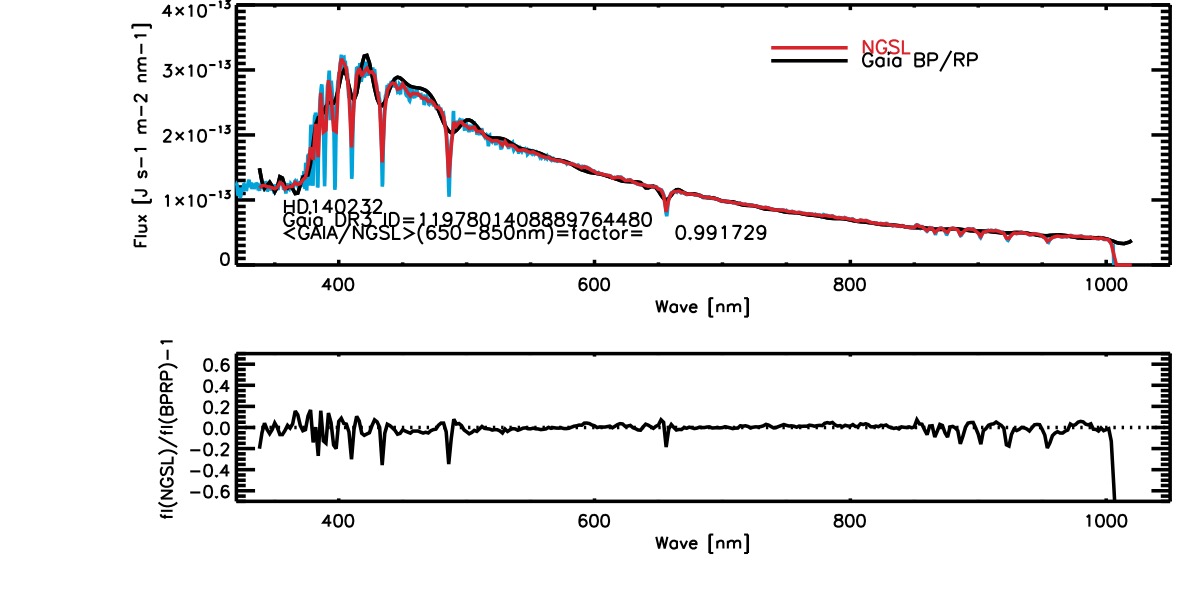 4×10−13
3×10−13
2×10−13
1×10−13
0
Flux [J s−1 m−2 nm−1]
NGSL
Gaia BP/RP
HD140232
Gaia DR3 ID=1197801408889764480
<GAIA/NGSL>(650−850nm)=factor= 0.991729
400 600 800 1000
Wave [nm]
0.6
0.4
0.2
0.0
−0.2
−0.4
−0.6
fl(NGSL)/fl(BPRP)−1
400 600 800 1000
Wave [nm]